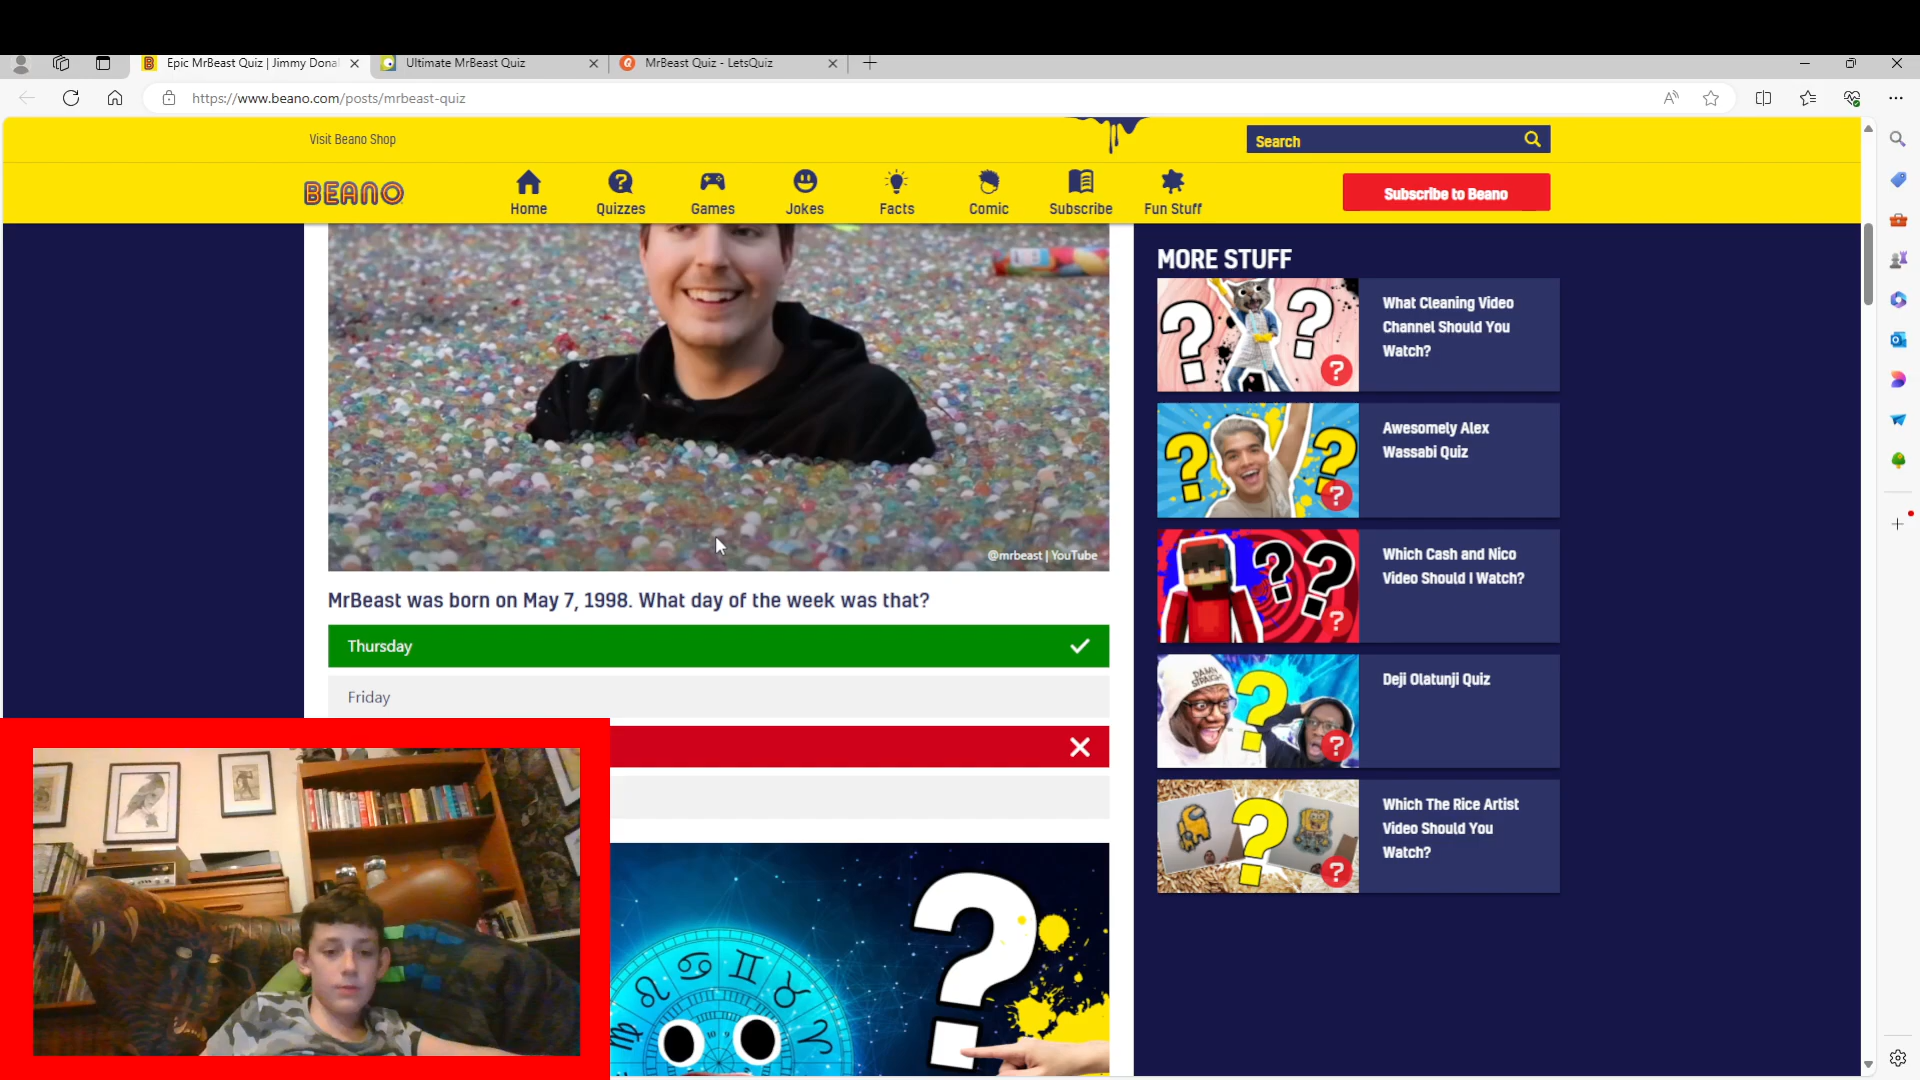 Epic MrBeast Quiz | Jimmy Donal
Ultimate MrBeast Quiz
MrBeast Quiz - LetsQuiz
https://www.beano.com/posts/mrbeast-quiz
Visit Beano Shop
Search
BEANO
Home
Quizzes
Games
Jokes
Facts
Comic
Subscribe
Fun Stuff
Subscribe to Beano
@mrbeast | YouTube
MrBeast was born on May 7, 1998. What day of the week was that?
Thursday
Friday
MORE STUFF
What Cleaning Video
Channel Should You
Watch?
Awesomely Alex
Wassabi Quiz
Which Cash and Nico
Video Should I Watch?
DAMN
STRAIGHT
Deji Olatunji Quiz
Which The Rice Artist
Video Should You
Watch?